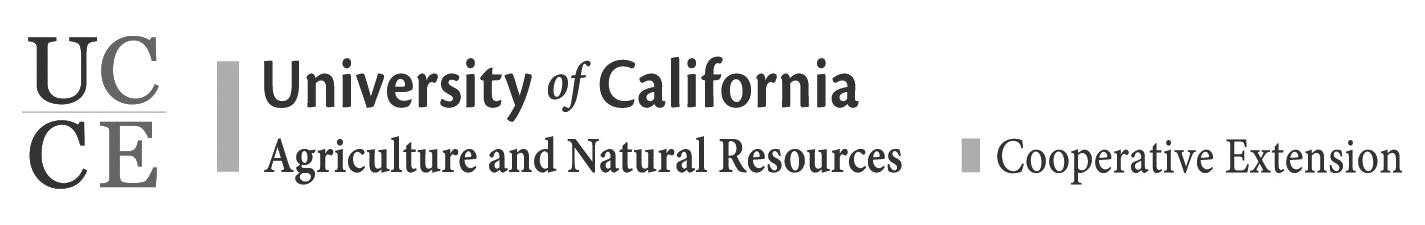 UC
CE
University of California
Agriculture and Natural Resources Cooperative Extension